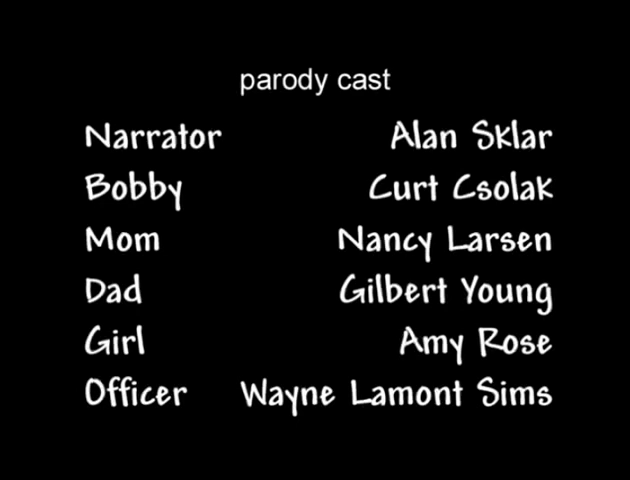 parody cast
Narrator Alan Sklar
Bobby Curt Csolak
Mom Nancy Larsen
Dad Gilbert Young
Girl Amy Rose
Officer Wayne Lamont Sims